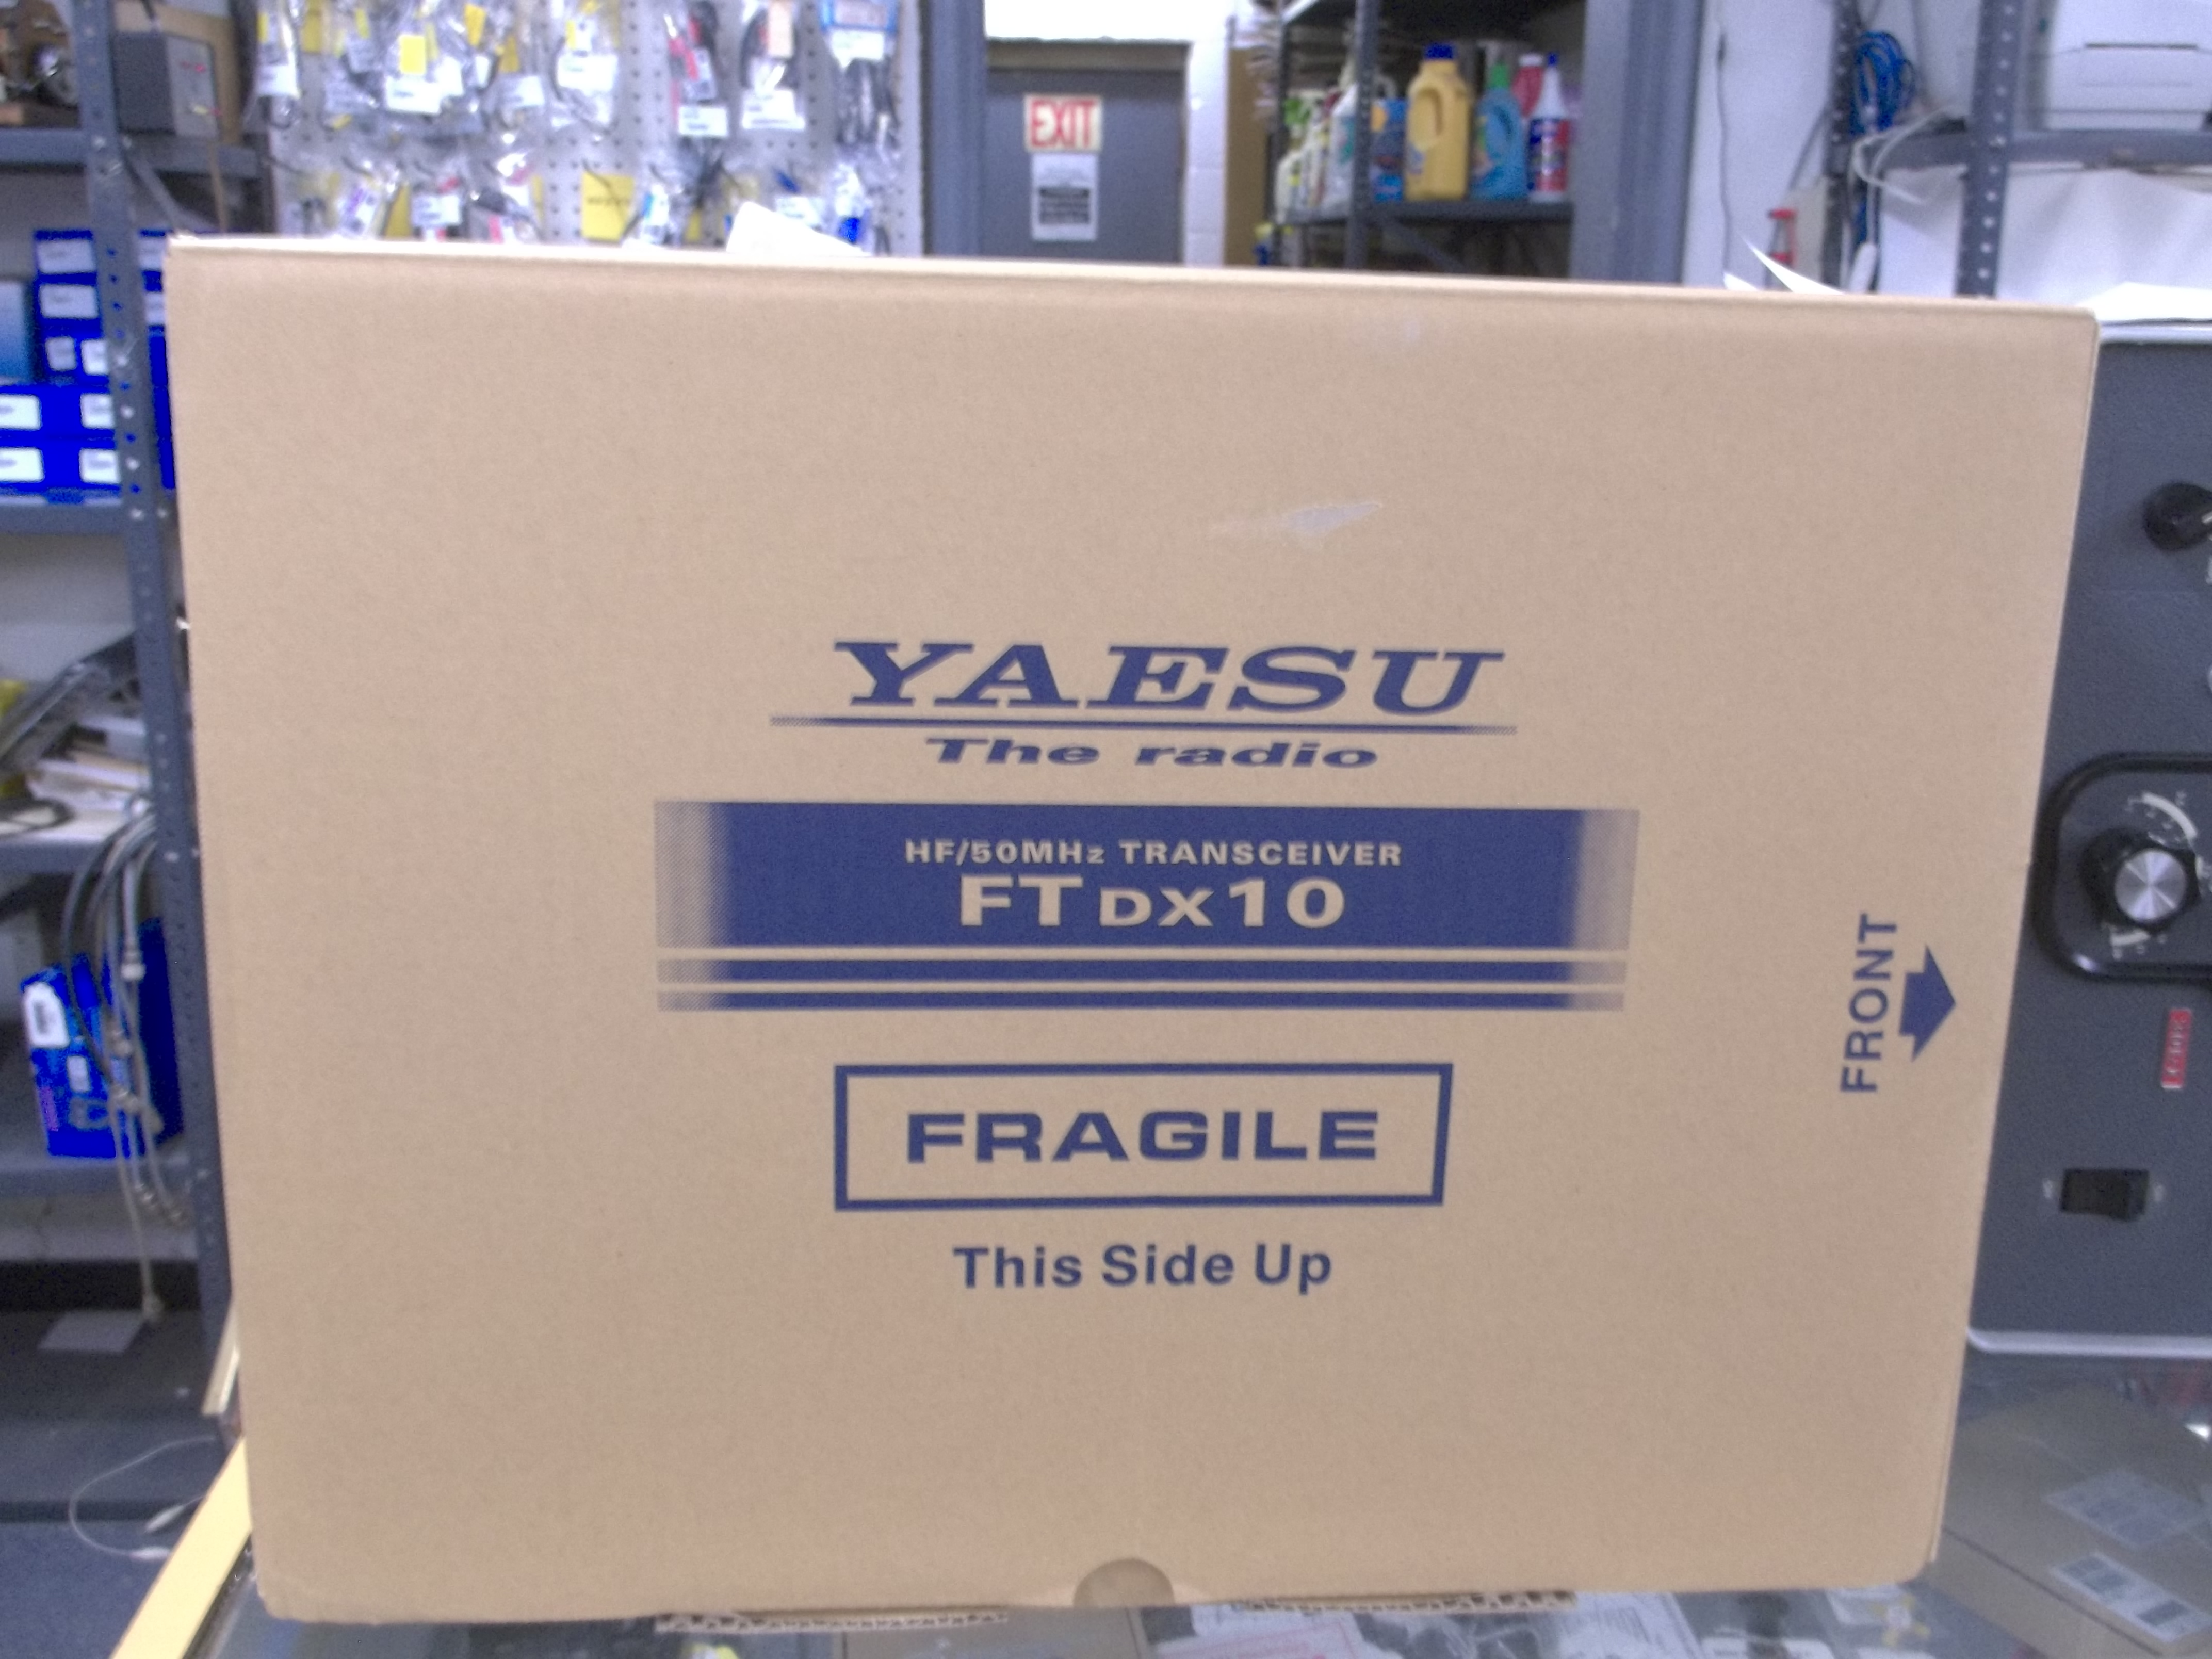 EXIT
YAESU
The radio
HF/50MHz TRANSCEIVER
FTDX10
FRONT
FRAGILE
This Side Up